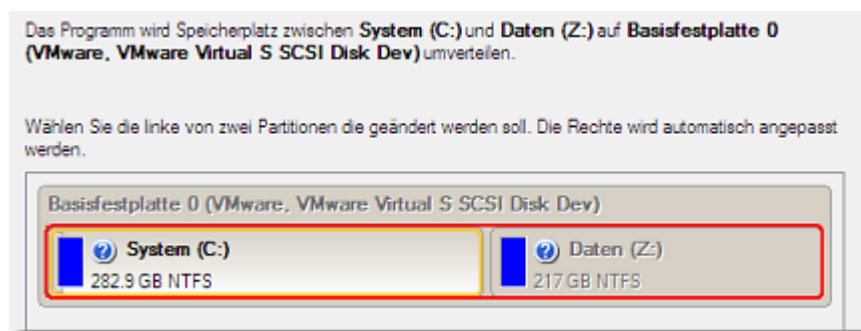 Das Programm wird Speicherplatz zwischen System (C:) und Daten (Z:) auf Basisfestplatte 0
(VMware, VMware Virtual S SCSI Disk Dev) umverteilen.
Wählen Sie die linke von zwei Partitionen die geändert werden soll. Die Rechte wird automatisch angepasst
werden.
Basisfestplatte 0 (VMware, VMware Virtual S SCSI Disk Dev)
System (C:)
282.9 GB NTFS
Daten (Z:)
217 GB NTFS